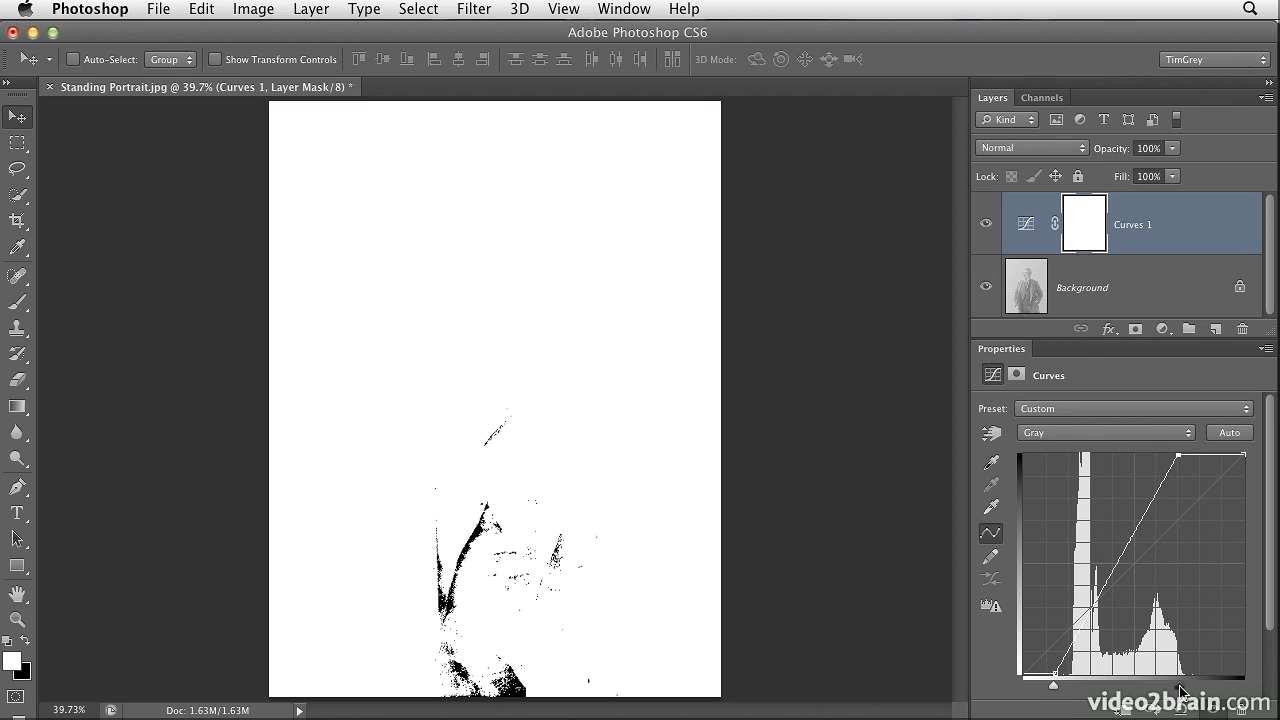 Photoshop File Edit Image Layer Type Select Filter 3D View Window Help
Adobe Photoshop CS6
Auto-Select: Group Show Transform Controls 3D Mode: TimGrey
× Standing Portrait.jpg @ 39.7% (Curves 1, Layer Mask/8) *
Layers Channels
Kind
Normal Opacity: 100%
Lock: Fill: 100%
Curves 1
Background
fx
Properties
Curves
Preset: Custom
Gray Auto
39.73% Doc: 1.63M/1.63M
video2brain.com